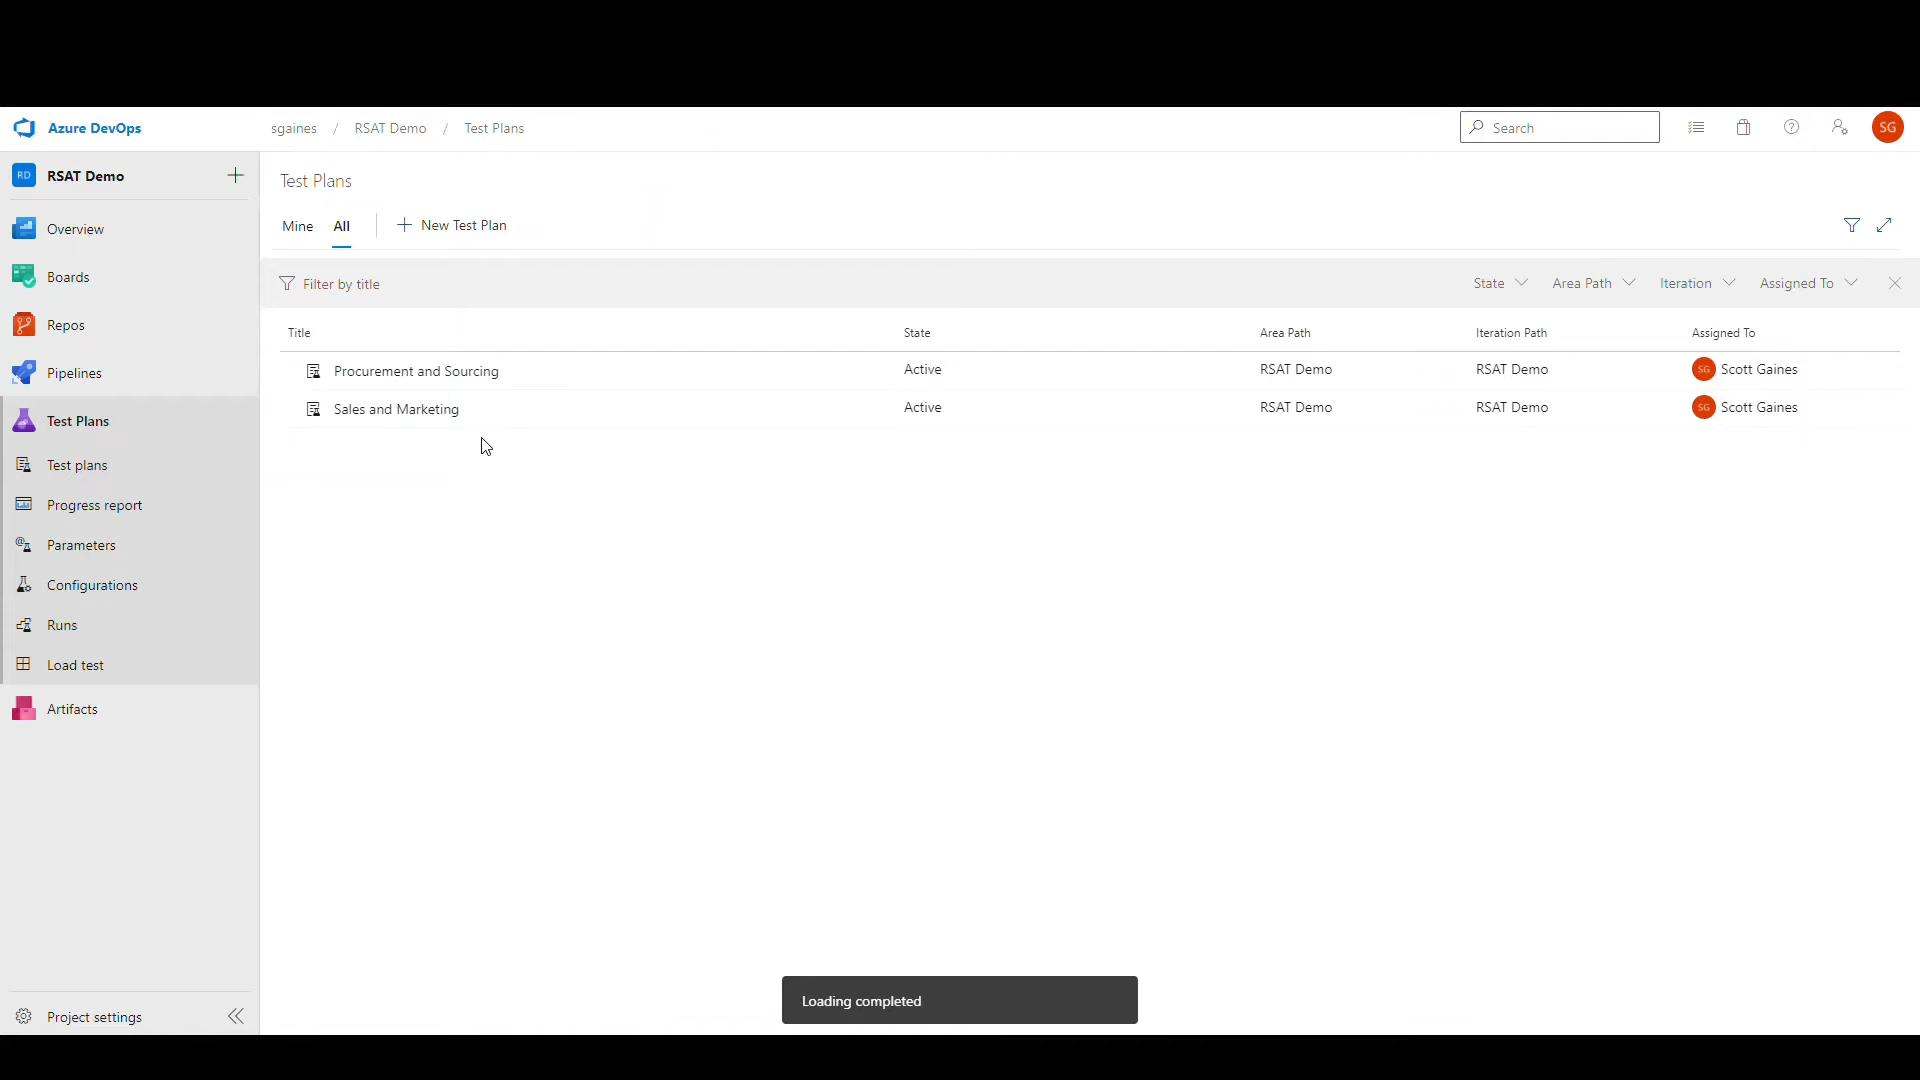 Azure DevOps
sgaines / RSAT Demo / Test Plans
Search
SG
RD RSAT Demo
Test Plans
Overview
Mine All New Test Plan
Boards
Filter by title State Area Path Iteration Assigned To
Repos
Title State Area Path Iteration Path Assigned To
Pipelines
Procurement and Sourcing Active RSAT Demo RSAT Demo SG Scott Gaines
Sales and Marketing Active RSAT Demo RSAT Demo SG Scott Gaines
Test Plans
Test plans
Progress report
Parameters
Configurations
Runs
Load test
Artifacts
Loading completed
Project settings